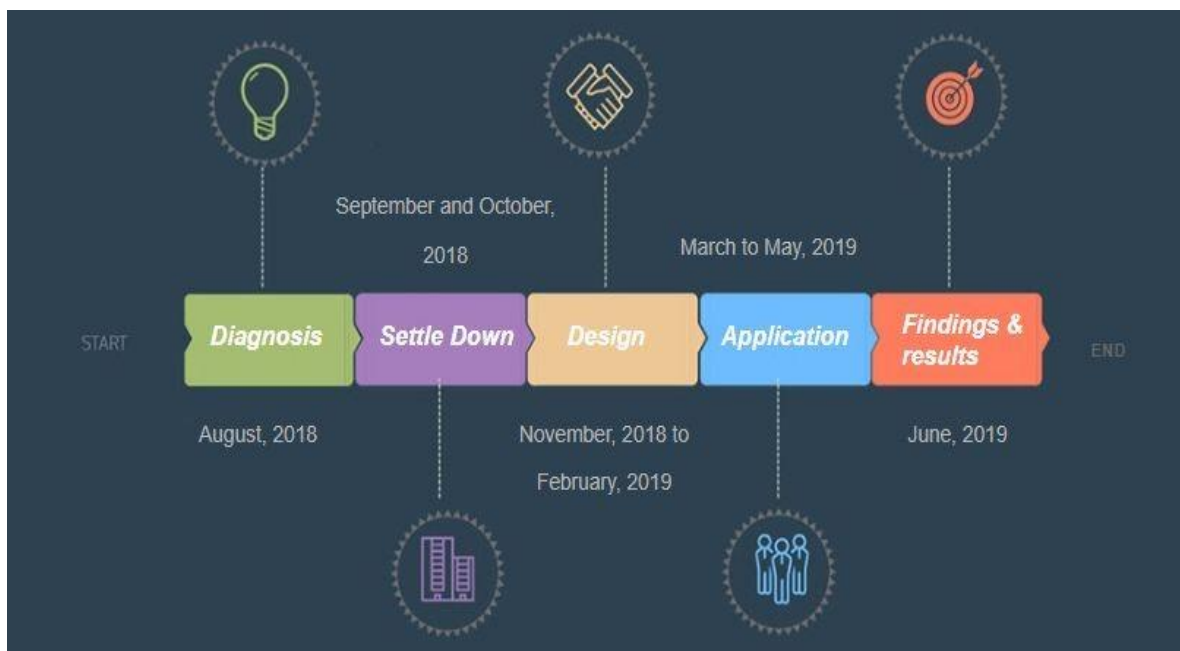 September and October,
2018
March to May, 2019
START
Diagnosis
Settle Down
Design
Application
Findings &
results
END
August, 2018
November, 2018 to
February, 2019
June, 2019